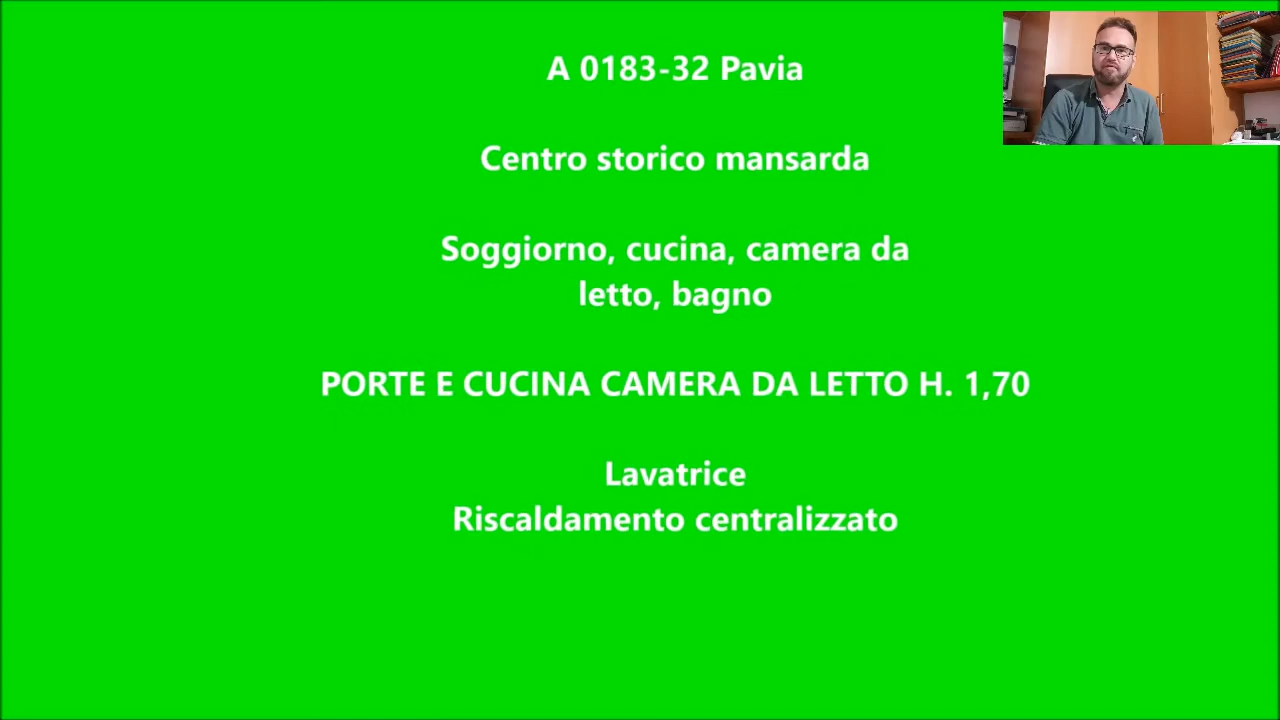 A 0183-32 Pavia
Centro storico mansarda
Soggiorno, cucina, camera da
letto, bagno
PORTE E CUCINA CAMERA DA LETTO H. 1,70
Lavatrice
Riscaldamento centralizzato